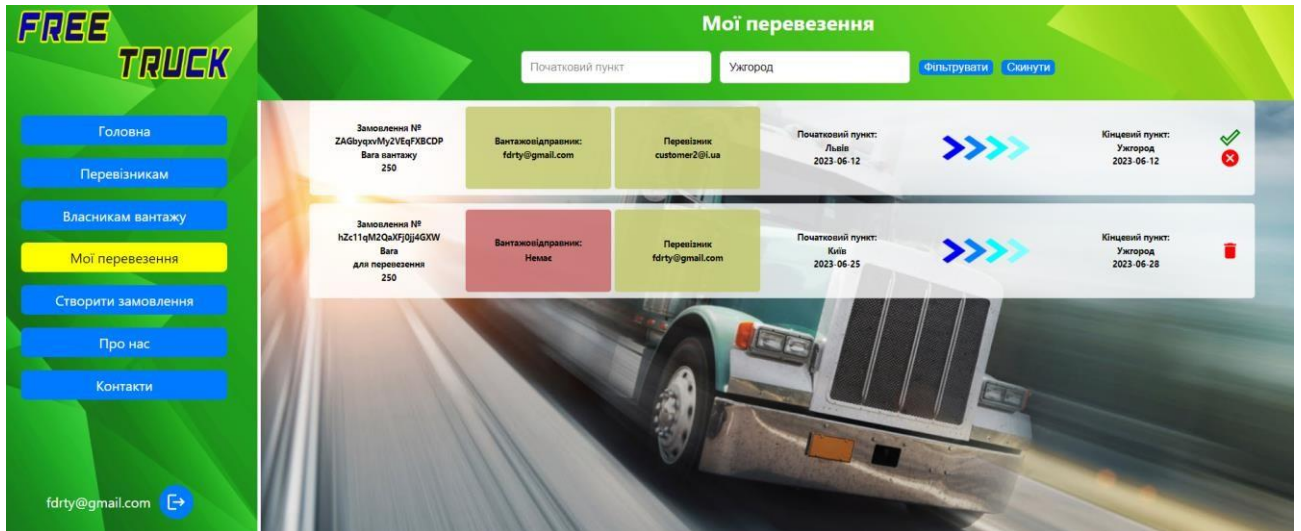 FREE
TRUCK
Головна
Перевізникам
Власникам вантажу
Мої перевезення
Створити замовлення
Про нас
Контакти
fdrty@gmail.com
Мої перевезення
Початковий пункт
Ужгород
Фільтрувати
Скинути
Замовлення №
ZAGbyqxvMy2VEqFXBCDP
Вага вантажу
250
Вантажовідправник:
fdrty@gmail.com
Перевізник
customer2@i.ua
Початковий пункт:
Львів
2023-06-12
Кінцевий пункт:
Ужгород
2023-06-12
Замовлення №
hZc11qM2QaXFj0jj4GXW
Вага
для перевезення
250
Вантажовідправник:
Немає
Перевізник
fdrty@gmail.com
Початковий пункт:
Київ
2023-06-25
Кінцевий пункт:
Ужгород
2023-06-28